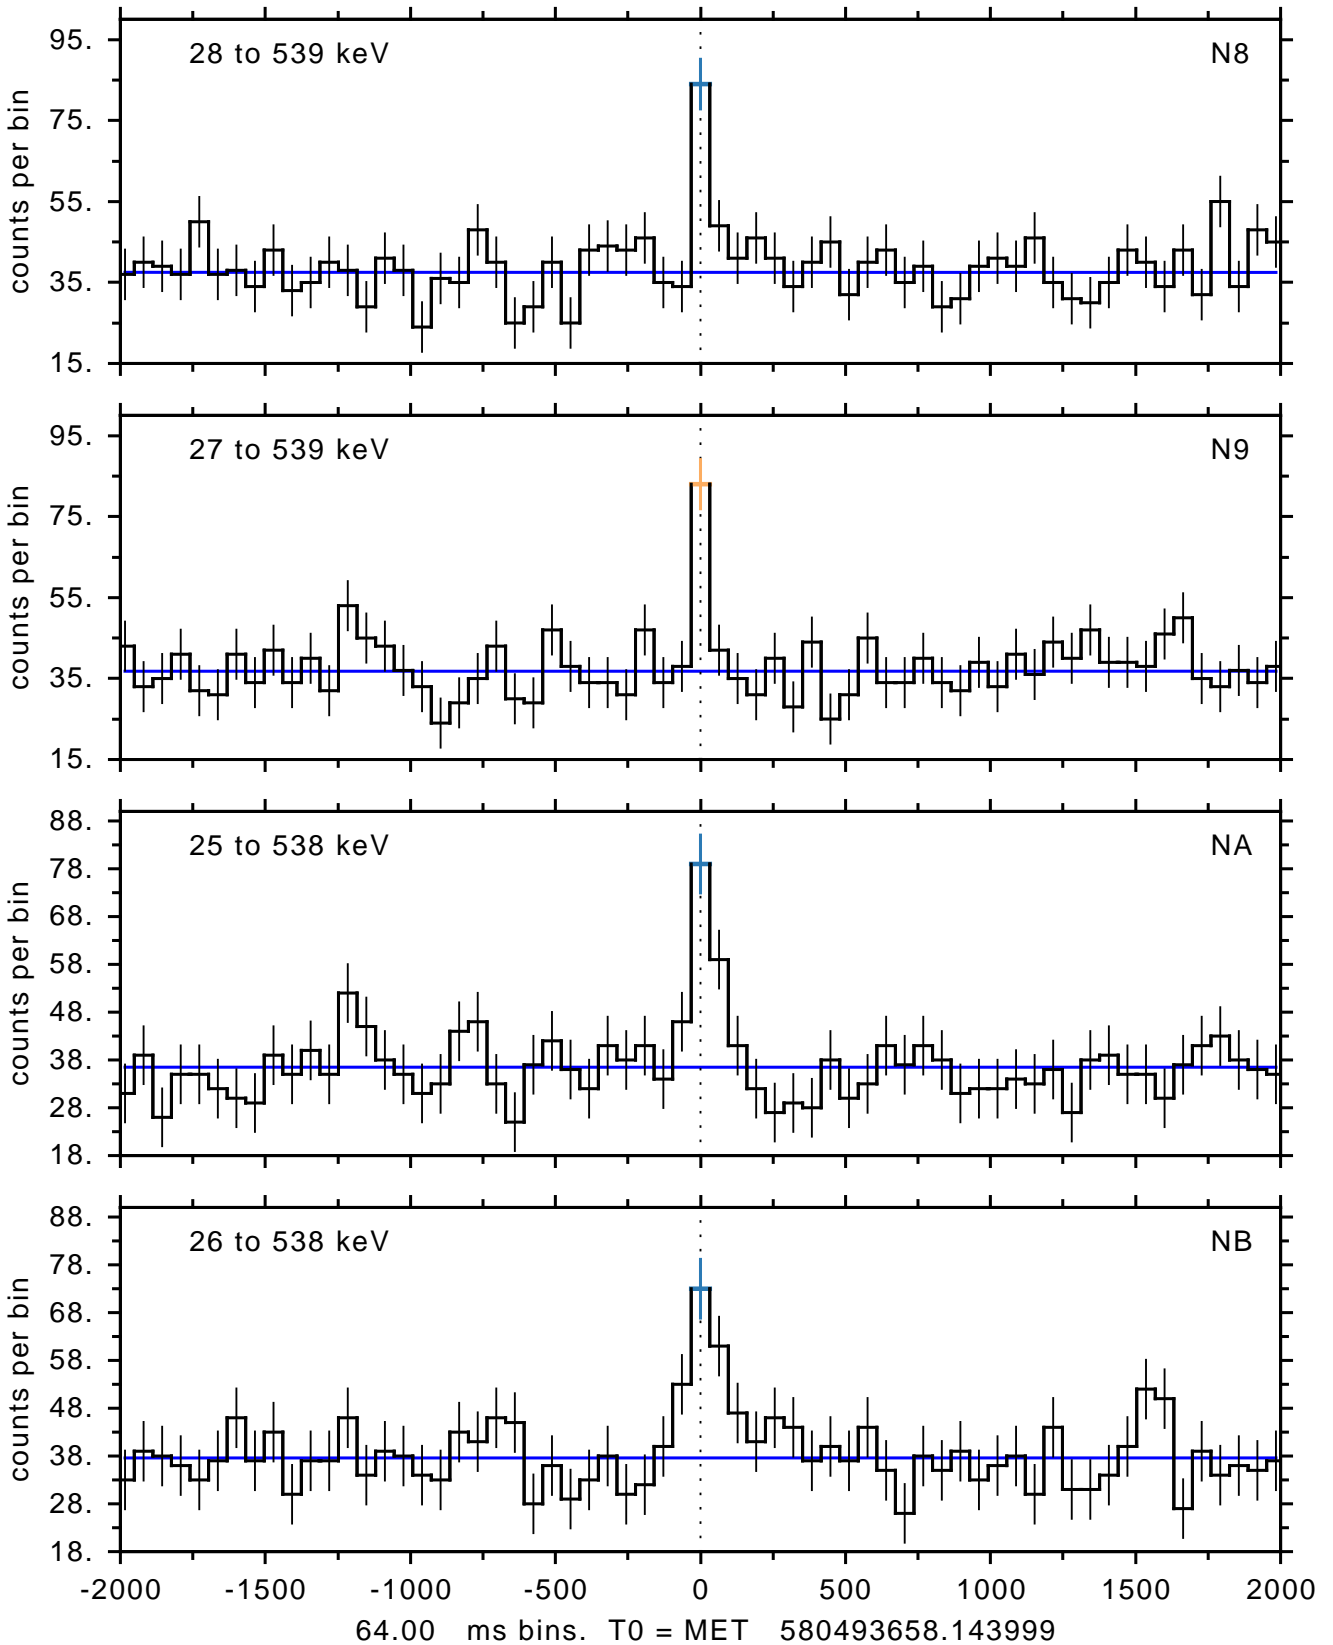 28 to 539 keV N8
95.
75.
55.
35.
15.
counts per bin
27 to 539 keV N9
95.
75.
55.
35.
15.
counts per bin
25 to 538 keV NA
88.
78.
68.
58.
48.
38.
28.
18.
counts per bin
26 to 538 keV NB
88.
78.
68.
58.
48.
38.
28.
18.
counts per bin
-2000 -1500 -1000 -500 0 500 1000 1500 2000
64.00 ms bins. T0 = MET 580493658.143999